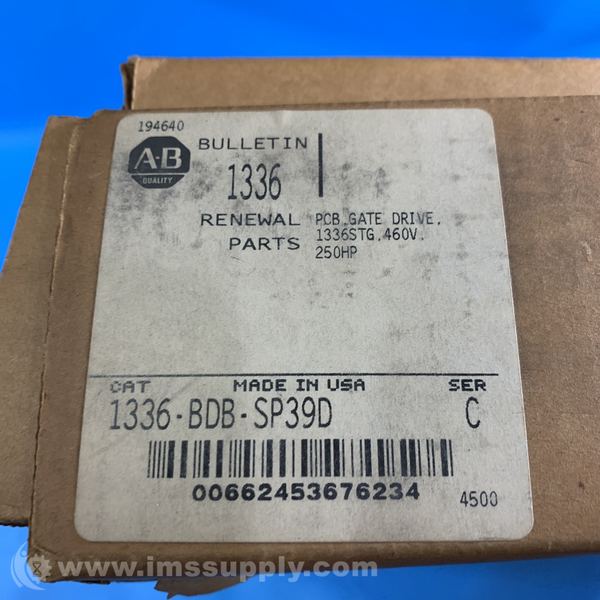 194640
A-B
QUALITY
BULLETIN
1336
RENEWAL PARTS
PCB,GATE DRIVE,
1336STG,460V,
250HP
CAT MADE IN USA SER
1336-BDB-SP39D C
00662453676234
4500
www.imssupply.com